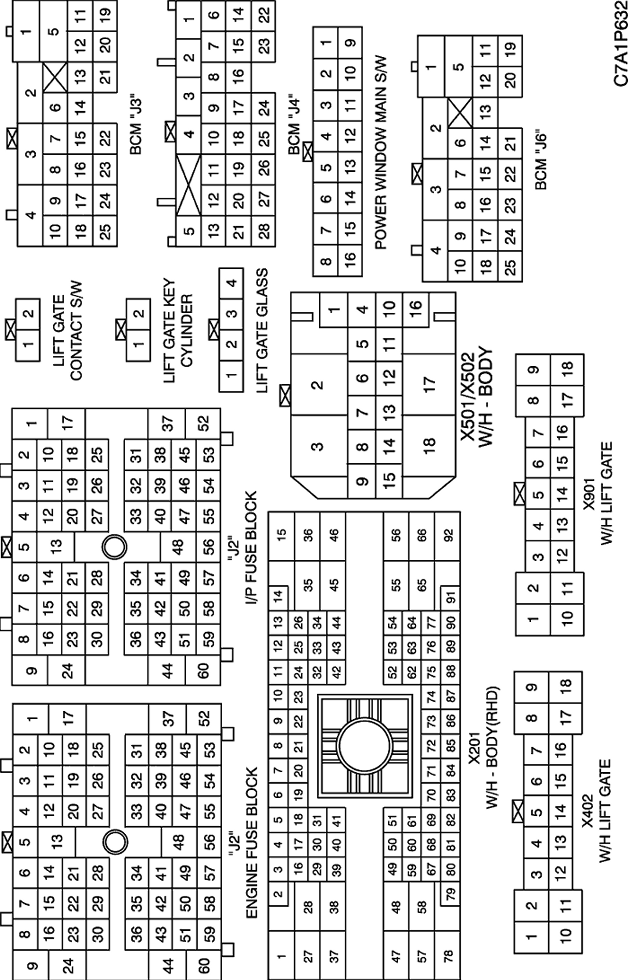 9 8 7 6 5 4 3 2 1
24 16 15 14 13 12 11 10 17
23 22 21 20 19 18
30 29 28 27 26 25
36 35 34 33 32 31
44 43 42 41 40 39 38 37
51 50 49 48 47 46 45
60 59 58 57 56 55 54 53 52
"J2"
ENGINE FUSE BLOCK
9 8 7 6 5 4 3 2 1
24 16 15 14 13 12 11 10 17
23 22 21 20 19 18
30 29 28 27 26 25
36 35 34 33 32 31
44 43 42 41 40 39 38 37
51 50 49 48 47 46 45
60 59 58 57 56 55 54 53 52
"J2"
I/P FUSE BLOCK
1 2
LIFT GATE
CONTACT S/W
1 2
LIFT GATE KEY
CYLINDER
1 2 3 4
LIFT GATE GLASS
4 3 2 1
10 9 8 7 6 5
18 17 16 15 14 13 12 11
25 24 23 22 21 20 19
BCM "J3"
5 4 3 2 1
13 12 11 10 9 8 7 6
21 20 19 18 17 16 15 14
28 27 26 25 24 23 22
BCM "J4"
8 7 6 5 4 3 2 1
16 15 14 13 12 11 10 9
POWER WINDOW MAIN S/W
4 3 2 1
10 9 8 7 6 5
18 17 16 15 14 13 12 11
25 24 23 22 21 20 19
BCM "J6"
1 2 3 4 5 6 7 8 9 10 11 12 13 14 15
27 28 16 17 18 19 20 21 22 23 24 25 26 35 36
29 30 31 32 33 34
37 38 39 40 41 42 43 44 45 46
47 48 49 50 51 52 53 54 55 56
57 58 59 60 61 62 63 64 65 66
67 68 69 70 71 72 73 74 75 76 77
78 79 80 81 82 83 84 85 86 87 88 89 90 91 92
X201
W/H - BODY(RHD)
3 2 1
9 8 7 6 5 4
15 14 13 12 11 10
18 17 16
X501/X502
W/H - BODY
1 2 3 4 5 6 7 8 9
10 11 12 13 14 15 16 17 18
X402
W/H LIFT GATE
1 2 3 4 5 6 7 8 9
10 11 12 13 14 15 16 17 18
X901
W/H LIFT GATE
C7A1P632